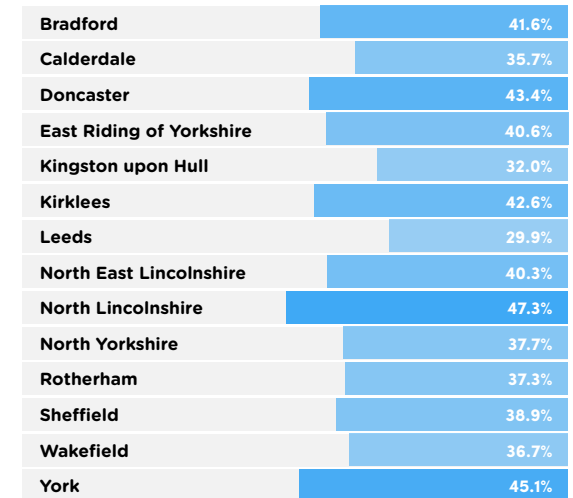 Bradford 41.6%
Calderdale 35.7%
Doncaster 43.4%
East Riding of Yorkshire 40.6%
Kingston upon Hull 32.0%
Kirklees 42.6%
Leeds 29.9%
North East Lincolnshire 40.3%
North Lincolnshire 47.3%
North Yorkshire 37.7%
Rotherham 37.3%
Sheffield 38.9%
Wakefield 36.7%
York 45.1%